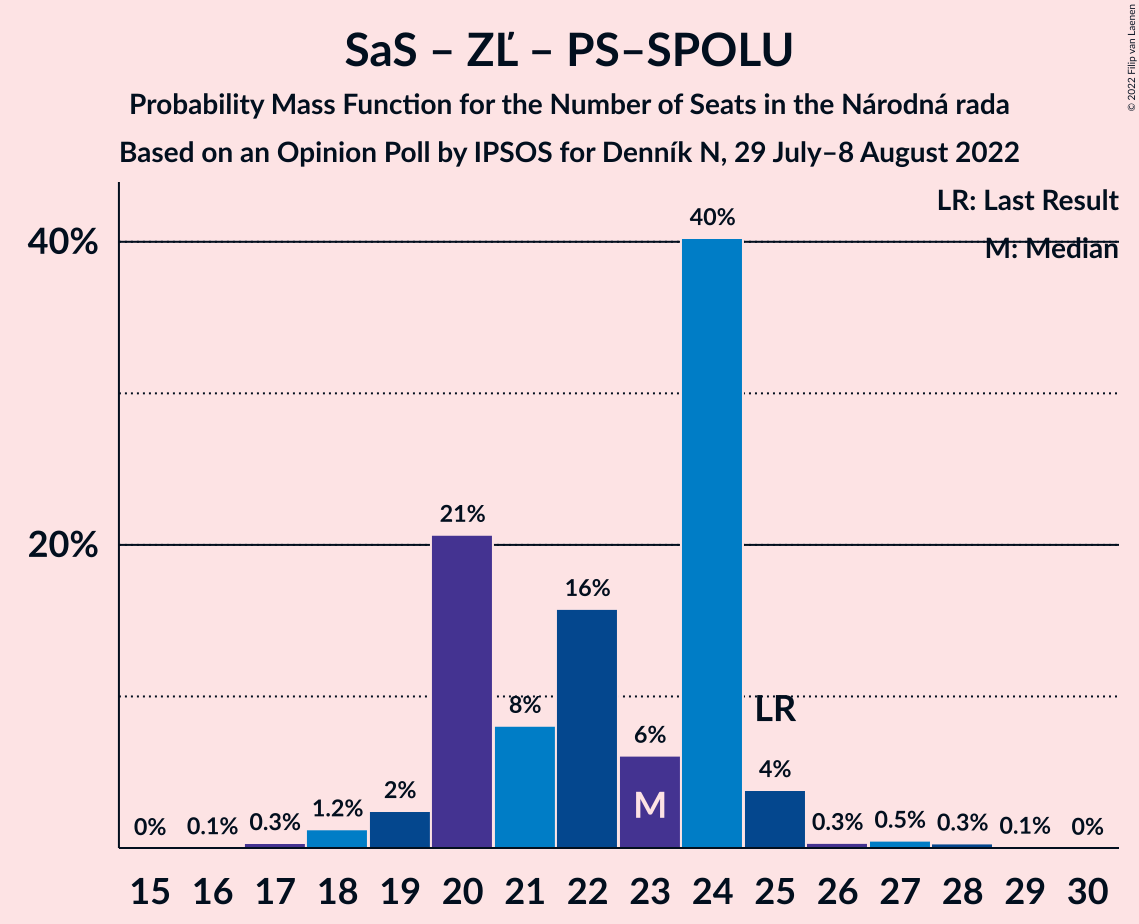 SaS – ZĽ – PS–SPOLU
Probability Mass Function for the Number of Seats in the Národná rada
Based on an Opinion Poll by IPSOS for Denník N, 29 July–8 August 2022
© 2022 Filip van Laenen
LR: Last Result
M: Median
40%
20%
0%
0.1%
0.3%
1.2%
2%
21%
8%
16%
6%
40%
4%
0.3%
0.5%
0.3%
0.1%
0%
LR
M
15 16 17 18 19 20 21 22 23 24 25 26 27 28 29 30